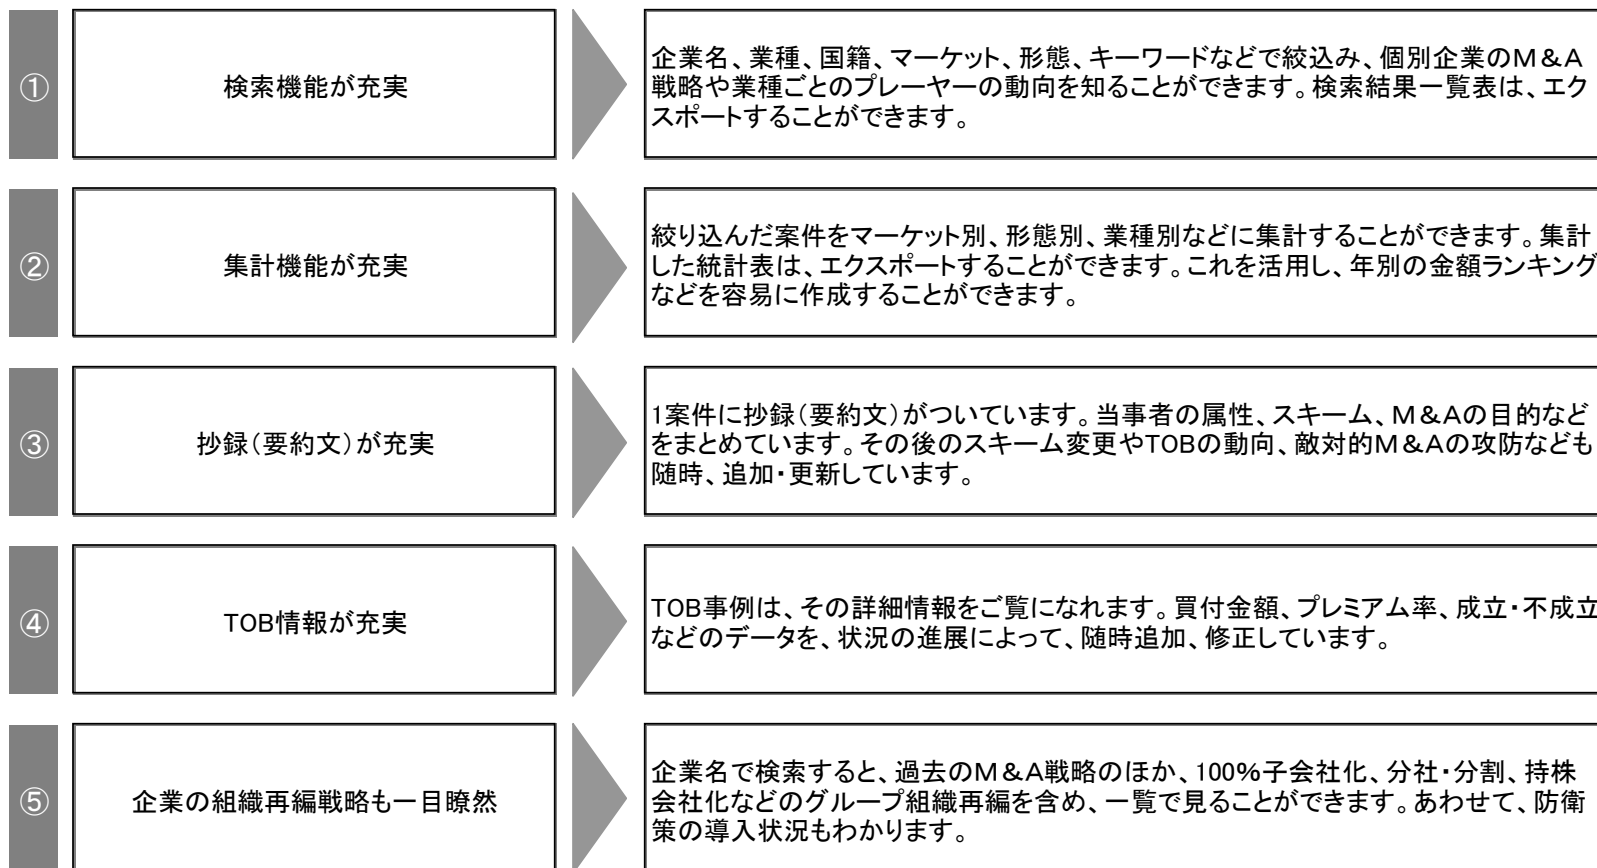 ①
検索機能が充実
企業名、業種、国籍、マーケット、形態、キーワードなどで絞込み、個別企業のＭ＆Ａ
戦略や業種ごとのプレーヤーの動向を知ることができます。検索結果一覧表は、エク
スポートすることができます。
②
集計機能が充実
絞り込んだ案件をマーケット別、形態別、業種別などに集計することができます。集計
した統計表は、エクスポートすることができます。これを活用し、年別の金額ランキング
などを容易に作成することができます。
③
抄録（要約文）が充実
1案件に抄録（要約文）がついています。当事者の属性、スキーム、Ｍ＆Ａの目的など
をまとめています。その後のスキーム変更やTOBの動向、敵対的Ｍ＆Ａの攻防なども
随時、追加・更新しています。
④
TOB情報が充実
TOB事例は、その詳細情報をご覧になれます。買付金額、プレミアム率、成立・不成立
などのデータを、状況の進展によって、随時追加、修正しています。
⑤
企業の組織再編戦略も一目瞭然
企業名で検索すると、過去のＭ＆Ａ戦略のほか、100％子会社化、分社・分割、持株
会社化などのグループ組織再編を含め、一覧で見ることができます。あわせて、防衛
策の導入状況もわかります。